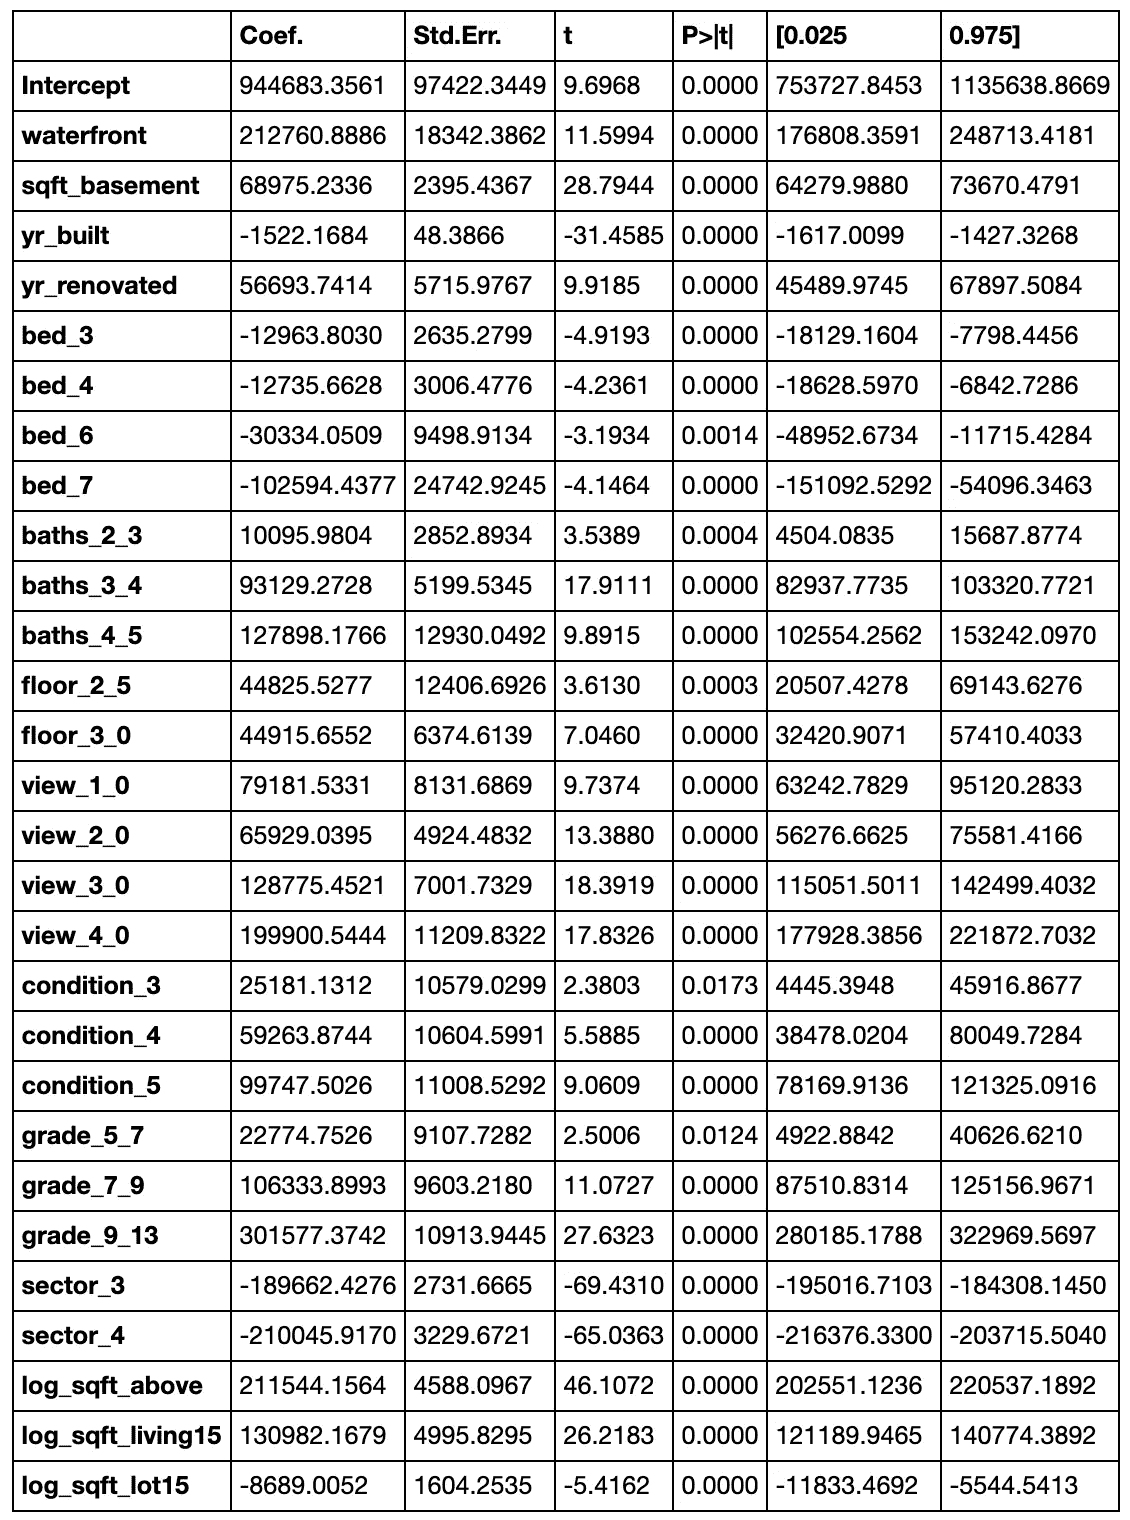 Coef. Std.Err. t P>|t| [0.025 0.975]
Intercept 944683.3561 97422.3449 9.6968 0.0000 753727.8453 1135638.8669
waterfront 212760.8886 18342.3862 11.5994 0.0000 176808.3591 248713.4181
sqft_basement 68975.2336 2395.4367 28.7944 0.0000 64279.9880 73670.4791
yr_built -1522.1684 48.3866 -31.4585 0.0000 -1617.0099 -1427.3268
yr_renovated 56693.7414 5715.9767 9.9185 0.0000 45489.9745 67897.5084
bed_3 -12963.8030 2635.2799 -4.9193 0.0000 -18129.1604 -7798.4456
bed_4 -12735.6628 3006.4776 -4.2361 0.0000 -18628.5970 -6842.7286
bed_6 -30334.0509 9498.9134 -3.1934 0.0014 -48952.6734 -11715.4284
bed_7 -102594.4377 24742.9245 -4.1464 0.0000 -151092.5292 -54096.3463
baths_2_3 10095.9804 2852.8934 3.5389 0.0004 4504.0835 15687.8774
baths_3_4 93129.2728 5199.5345 17.9111 0.0000 82937.7735 103320.7721
baths_4_5 127898.1766 12930.0492 9.8915 0.0000 102554.2562 153242.0970
floor_2_5 44825.5277 12406.6926 3.6130 0.0003 20507.4278 69143.6276
floor_3_0 44915.6552 6374.6139 7.0460 0.0000 32420.9071 57410.4033
view_1_0 79181.5331 8131.6869 9.7374 0.0000 63242.7829 95120.2833
view_2_0 65929.0395 4924.4832 13.3880 0.0000 56276.6625 75581.4166
view_3_0 128775.4521 7001.7329 18.3919 0.0000 115051.5011 142499.4032
view_4_0 199900.5444 11209.8322 17.8326 0.0000 177928.3856 221872.7032
condition_3 25181.1312 10579.0299 2.3803 0.0173 4445.3948 45916.8677
condition_4 59263.8744 10604.5991 5.5885 0.0000 38478.0204 80049.7284
condition_5 99747.5026 11008.5292 9.0609 0.0000 78169.9136 121325.0916
grade_5_7 22774.7526 9107.7282 2.5006 0.0124 4922.8842 40626.6210
grade_7_9 106333.8993 9603.2180 11.0727 0.0000 87510.8314 125156.9671
grade_9_13 301577.3742 10913.9445 27.6323 0.0000 280185.1788 322969.5697
sector_3 -189662.4276 2731.6665 -69.4310 0.0000 -195016.7103 -184308.1450
sector_4 -210045.9170 3229.6721 -65.0363 0.0000 -216376.3300 -203715.5040
log_sqft_above 211544.1564 4588.0967 46.1072 0.0000 202551.1236 220537.1892
log_sqft_living15 130982.1679 4995.8295 26.2183 0.0000 121189.9465 140774.3892
log_sqft_lot15 -8689.0052 1604.2535 -5.4162 0.0000 -11833.4692 -5544.5413